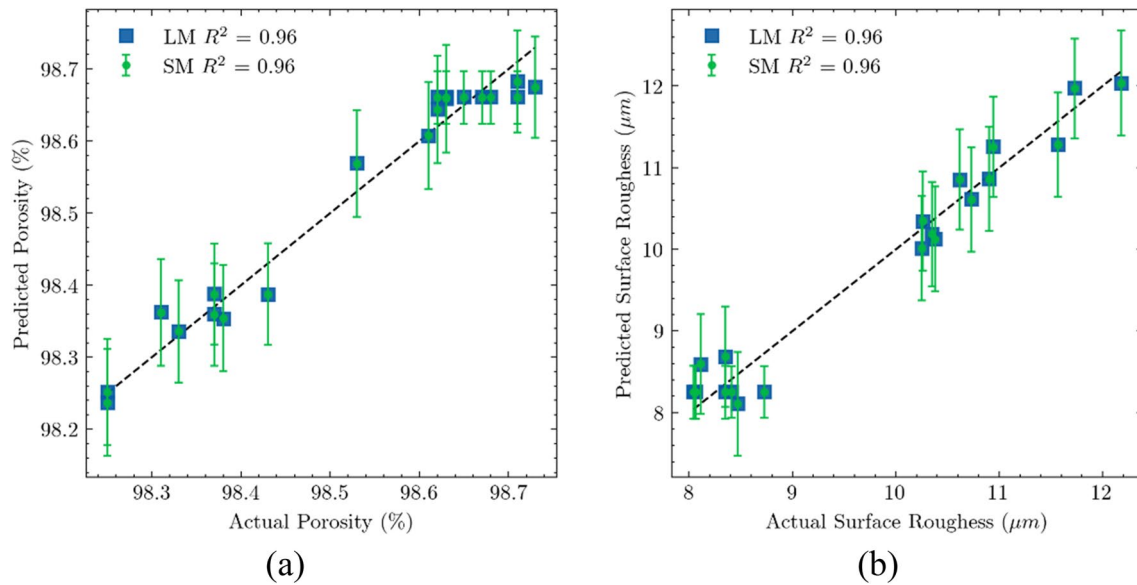 LM R² = 0.96
SM R² = 0.96
98.7
98.6
98.5
98.4
98.3
98.2
Predicted Porosity (%)
98.3 98.4 98.5 98.6 98.7
Actual Porosity (%)
(a)
LM R² = 0.96
SM R² = 0.96
12
11
10
9
8
Predicted Surface Roughness (μm)
8 9 10 11 12
Actual Surface Roughness (μm)
(b)